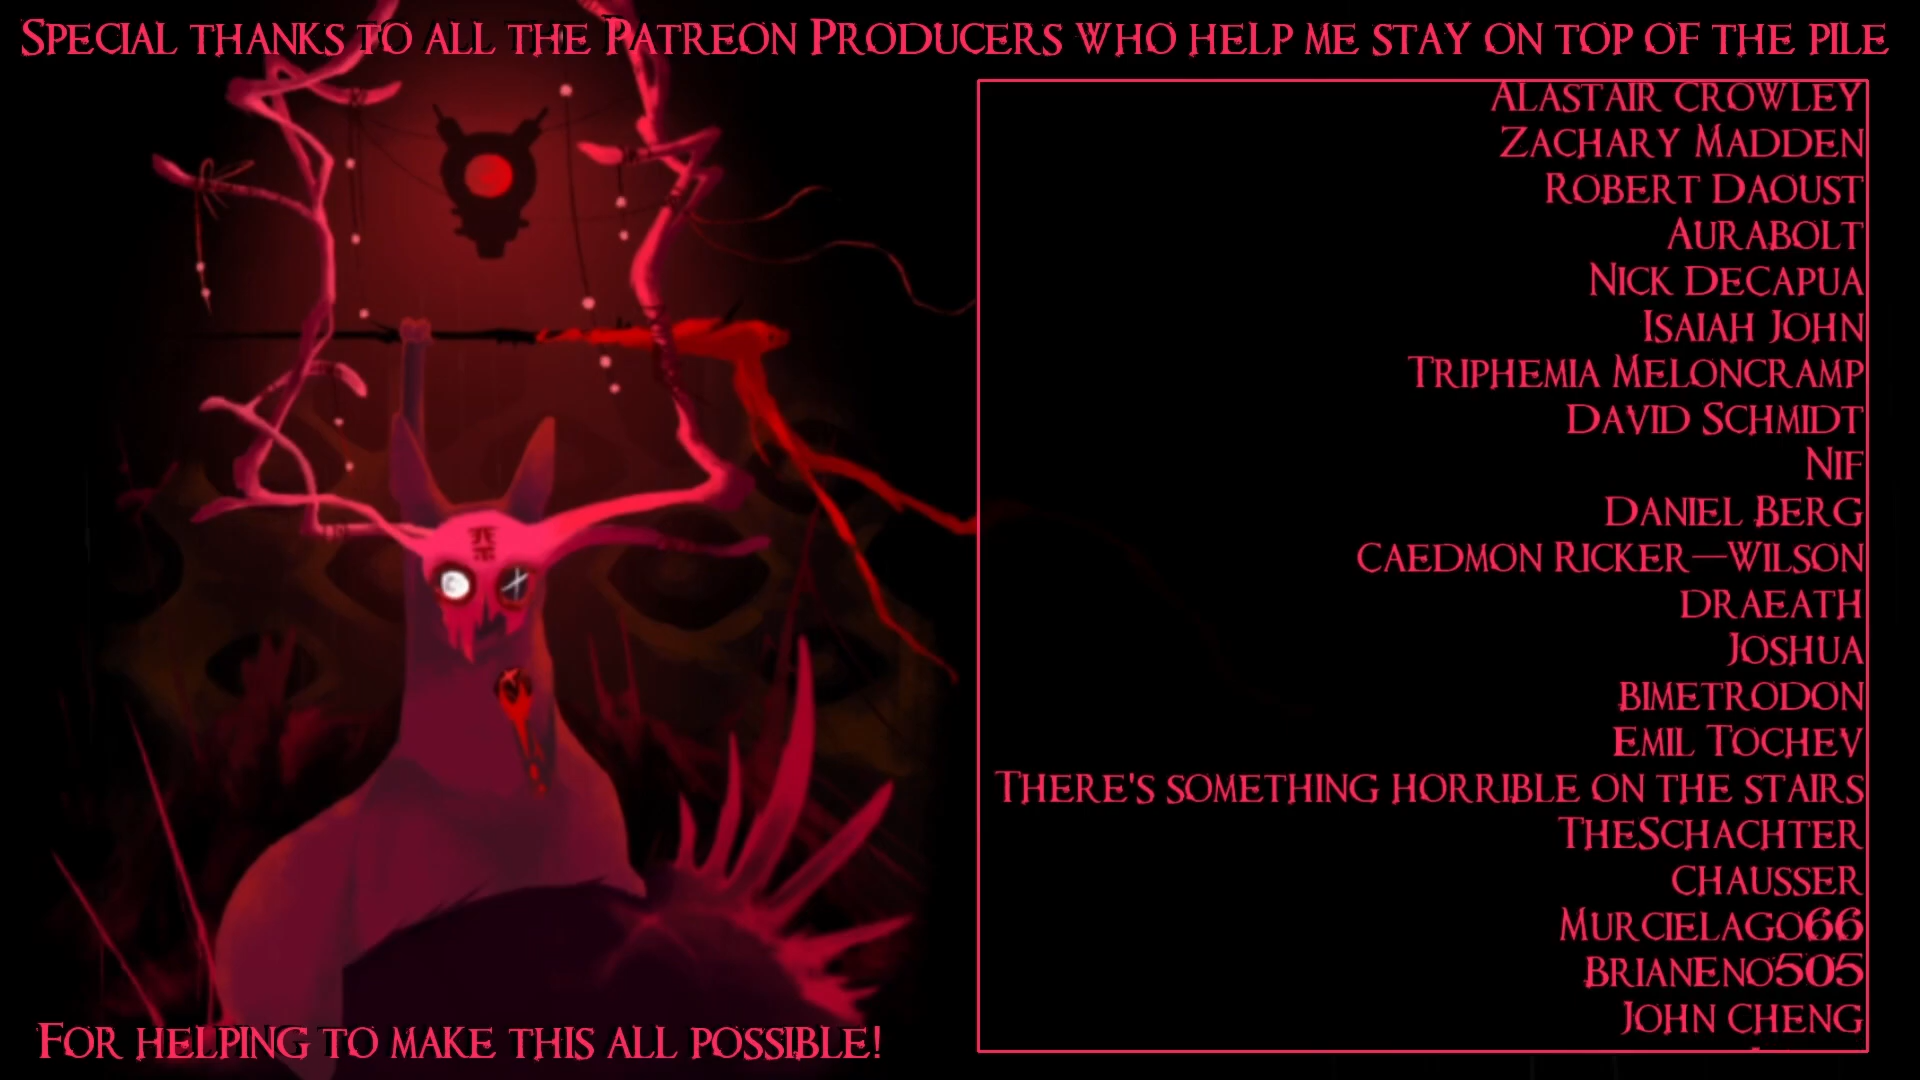 Special thanks to all the Patreon Producers who help me stay on top of the pile
Alastair Crowley
Zachary Madden
Robert Daoust
Aurabolt
Nick DeCapua
Isaiah John
Triphemia Meloncramp
David Schmidt
Nif
Daniel Berg
Caedmon Ricker—Wilson
Draeath
Joshua
bimetrodon
Emil Tochev
There's something horrible on the stairs
TheSchachter
chausser
Murcielago66
Brianeno505
John cheng
For helping to make this all possible!